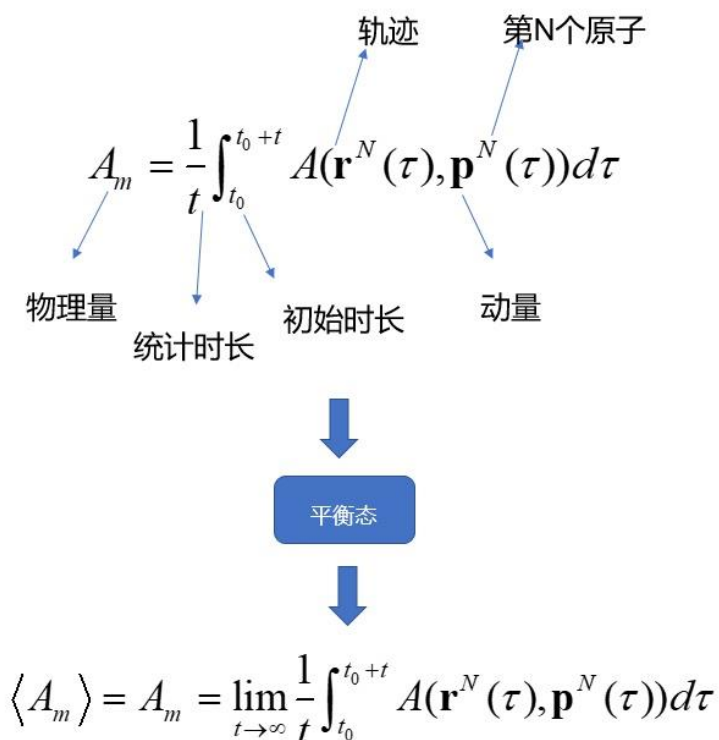 轨迹 第N个原子
A_m = \frac{1}{t} \int_{t_0}^{t_0+t} A(\mathbf{r}^N(\tau), \mathbf{p}^N(\tau)) d\tau
物理量 统计时长 初始时长 动量
平衡态
\langle A_m \rangle = A_m = \lim_{t \to \infty} \frac{1}{t} \int_{t_0}^{t_0+t} A(\mathbf{r}^N(\tau), \mathbf{p}^N(\tau)) d\tau